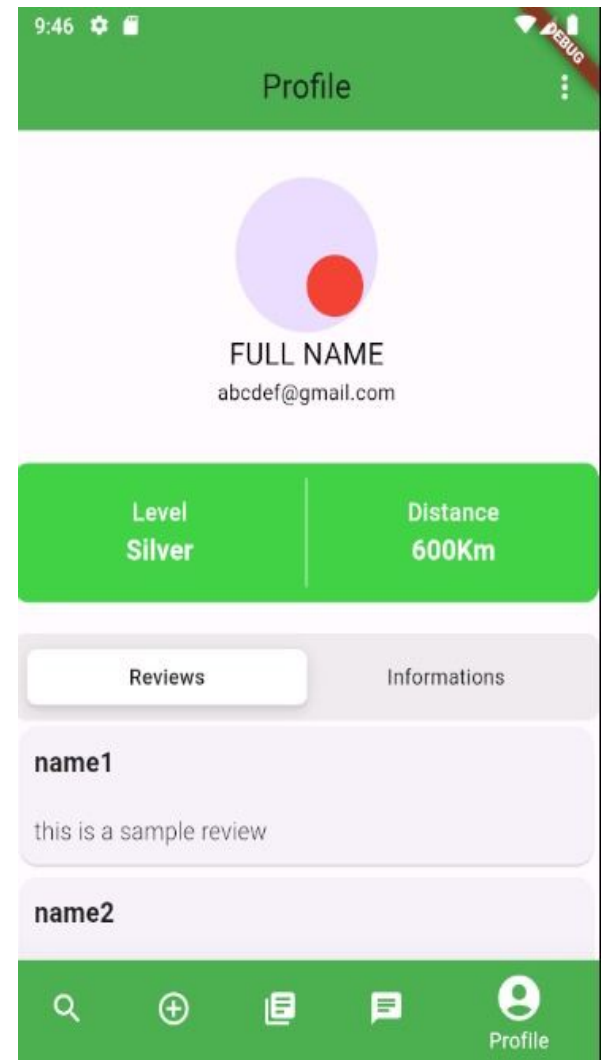 9:46
DEBUG
Profile
FULL NAME
abcdef@gmail.com
Level
Silver
Distance
600Km
Reviews
Informations
name1
this is a sample review
name2
Profile